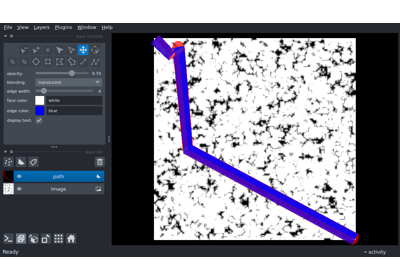 File View Layers Plugins Window Help
opacity: 0.70
blending: translucent
edge width:
face color: white
edge color: blue
display text:
path
Image
Ready activity